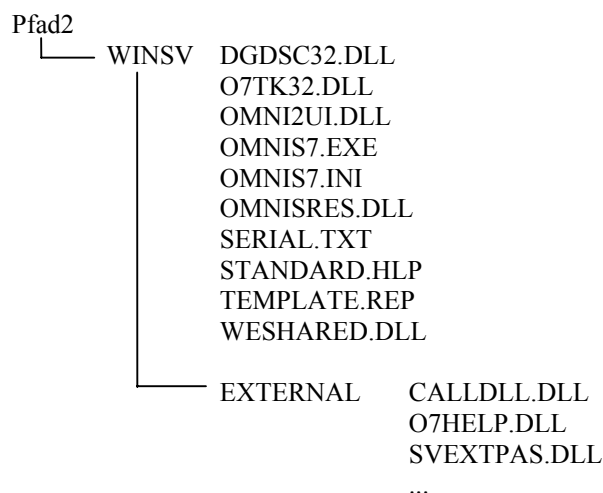 Pfad2
WINSV DGDSC32.DLL
O7TK32.DLL
OMNI2UI.DLL
OMNIS7.EXE
OMNIS7.INI
OMNISRES.DLL
SERIAL.TXT
STANDARD.HLP
TEMPLATE.REP
WESHARED.DLL
EXTERNAL CALLDLL.DLL
O7HELP.DLL
SVEXTPAS.DLL
...